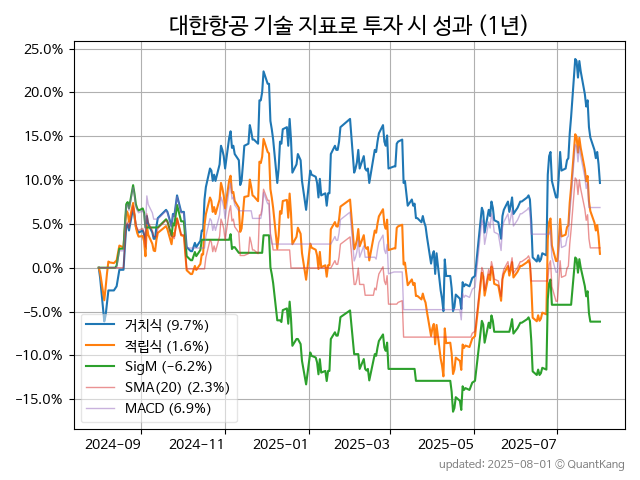 대한항공 기술 지표로 투자 시 성과 (1년)
25.0%
20.0%
15.0%
10.0%
5.0%
0.0%
−5.0%
−10.0%
−15.0%
거치식 (9.7%)
적립식 (1.6%)
SigM (−6.2%)
SMA(20) (2.3%)
MACD (6.9%)
2024-09 2024-11 2025-01 2025-03 2025-05 2025-07
updated: 2025-08-01 © QuantKang